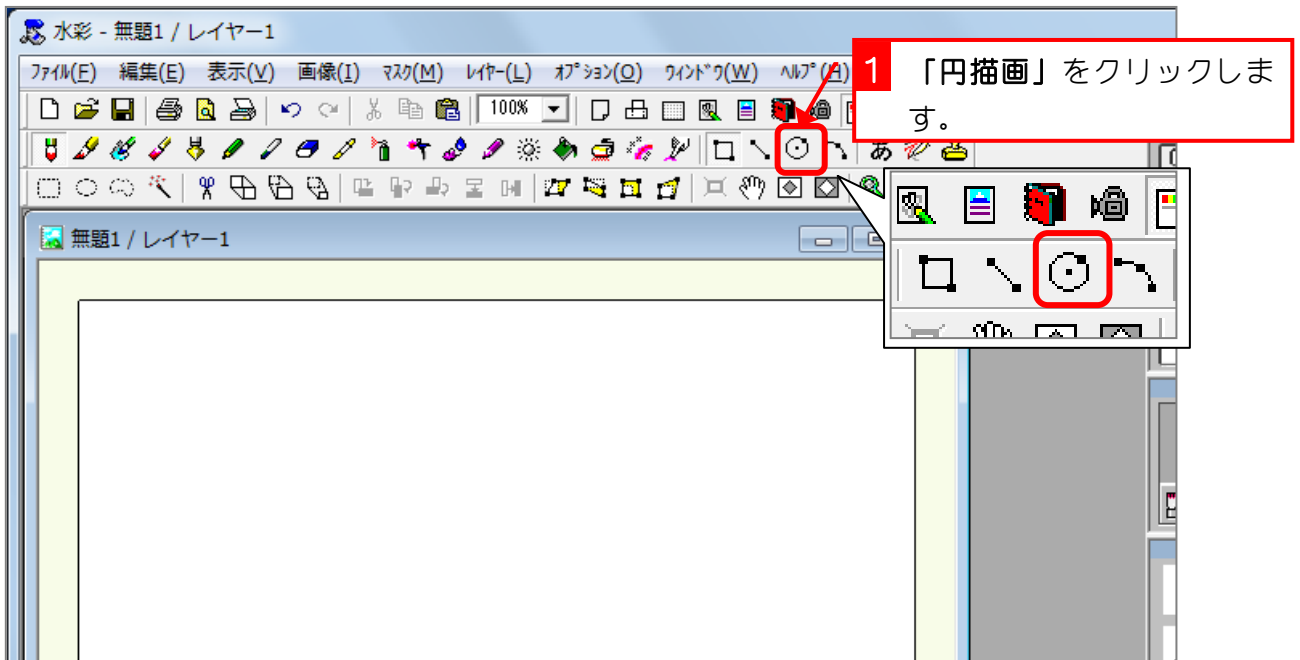 水彩 - 無題1 / レイヤー1
ﾌｧｲﾙ(F) 編集(E) 表示(V) 画像(I) ﾏｽｸ(M) ﾚｲﾔｰ(L) ｵﾌﾟｼｮﾝ(O) ｳｨﾝﾄﾞｳ(W) ﾍﾙﾌﾟ(H)
1 「円描画」をクリックしま
す。
100%
あ
無題1 / レイヤー1